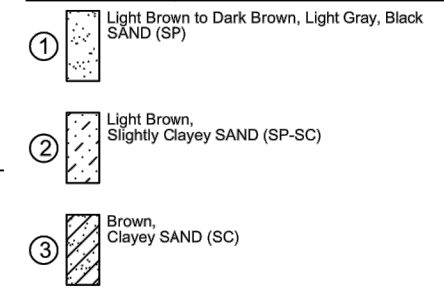 1
Light Brown to Dark Brown, Light Gray, Black
SAND (SP)
2
Light Brown,
Slightly Clayey SAND (SP-SC)
3
Brown,
Clayey SAND (SC)